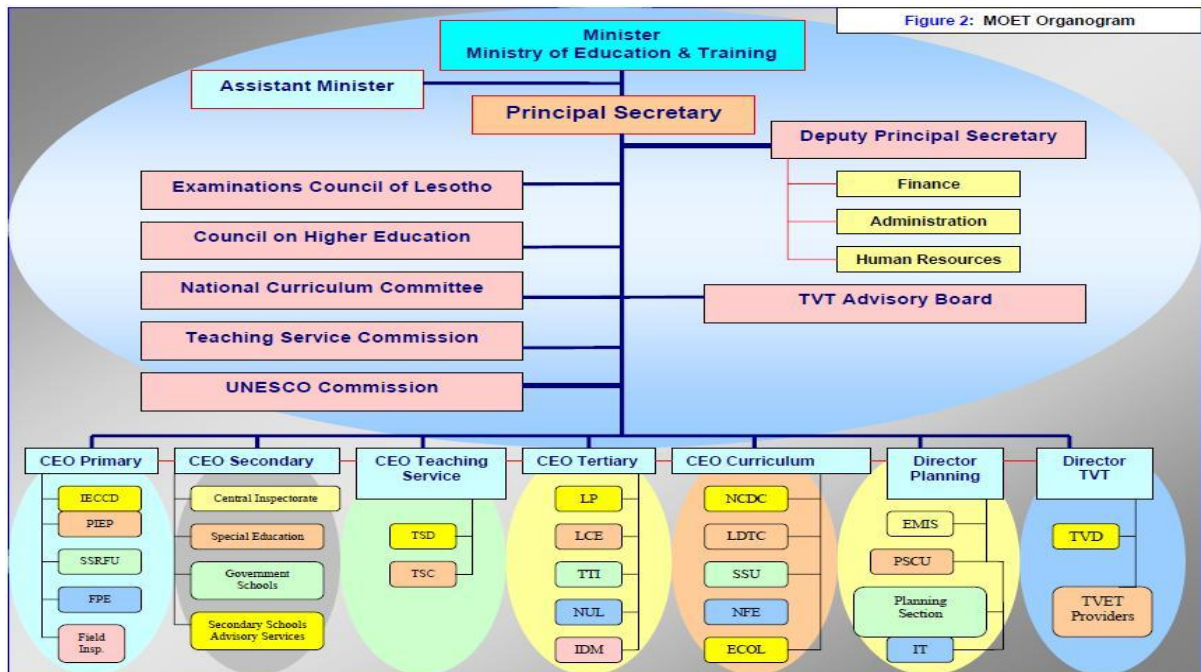 Figure 2: MOET Organogram
Minister
Ministry of Education & Training
Assistant Minister
Principal Secretary
Deputy Principal Secretary
Finance
Administration
Human Resources
Examinations Council of Lesotho
Council on Higher Education
National Curriculum Committee
TVT Advisory Board
Teaching Service Commission
UNESCO Commission
CEO Primary
IECCD
PIEP
SSRFU
FPE
Field
Insp.
CEO Secondary
Central Inspectorate
Special Education
Government
Schools
Secondary Schools
Advisory Services
CEO Teaching
Service
TSD
TSC
CEO Tertiary
LP
LCE
TTI
NUL
IDM
CEO Curriculum
NCDC
LDTC
SSU
NFE
ECOL
Director
Planning
EMIS
PSCU
Planning
Section
IT
Director
TVT
TVD
TVET
Providers